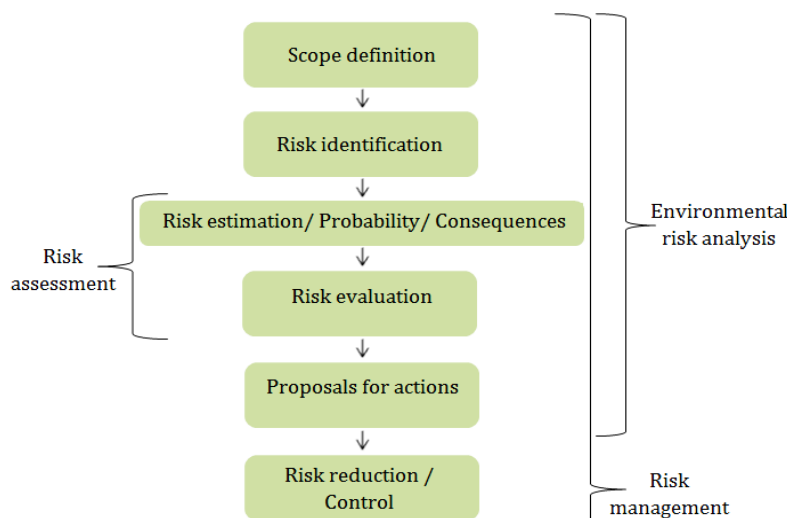 Scope definition
Risk identification
Risk estimation/ Probability/ Consequences
Risk evaluation
Proposals for actions
Risk reduction /
Control
Risk
assessment
Environmental
risk analysis
Risk
management